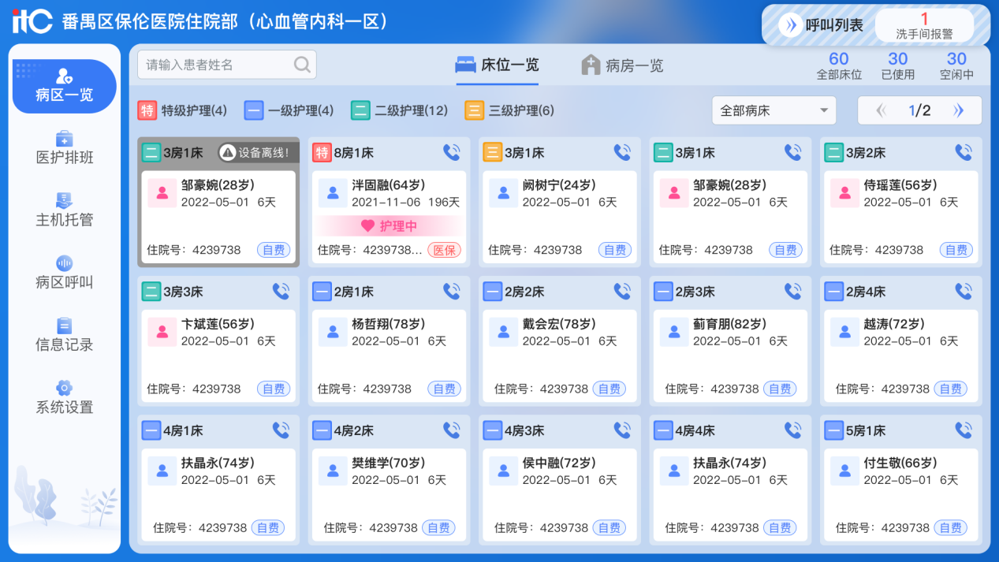 itc 番禺区保伦医院住院部（心血管内科一区）
呼叫列表
1
洗手间报警
病区一览
医护排班
主机托管
病区呼叫
信息记录
系统设置
请输入患者姓名
床位一览
病房一览
60
全部床位
30
已使用
30
空闲中
特 特级护理(4)
一 一级护理(4)
二 二级护理(12)
三 三级护理(6)
全部病床
1/2
二 3房1床 设备离线!
邹豪婉(28岁)
2022-05-01 6天
住院号：4239738 自费
特 8房1床
泮固融(64岁)
2021-11-06 196天
护理中
住院号：4239738... 医保
三 3房1床
阙树宁(24岁)
2022-05-01 6天
住院号：4239738 自费
二 3房1床
邹豪婉(28岁)
2022-05-01 6天
住院号：4239738 自费
二 3房2床
侍瑶莲(56岁)
2022-05-01 6天
住院号：4239738 自费
二 3房3床
卞斌莲(56岁)
2022-05-01 6天
住院号：4239738 自费
一 2房1床
杨哲翔(78岁)
2022-05-01 6天
住院号：4239738 自费
一 2房2床
戴会宏(78岁)
2022-05-01 6天
住院号：4239738 自费
一 2房3床
蓟育朋(82岁)
2022-05-01 6天
住院号：4239738 自费
一 2房4床
越涛(72岁)
2022-05-01 6天
住院号：4239738 自费
一 4房1床
扶晶永(74岁)
2022-05-01 6天
住院号：4239738 自费
一 4房2床
樊维学(70岁)
2022-05-01 6天
住院号：4239738 自费
一 4房3床
侯中融(72岁)
2022-05-01 6天
住院号：4239738 自费
一 4房4床
扶晶永(74岁)
2022-05-01 6天
住院号：4239738 自费
一 5房1床
付生敬(66岁)
2022-05-01 6天
住院号：4239738 自费